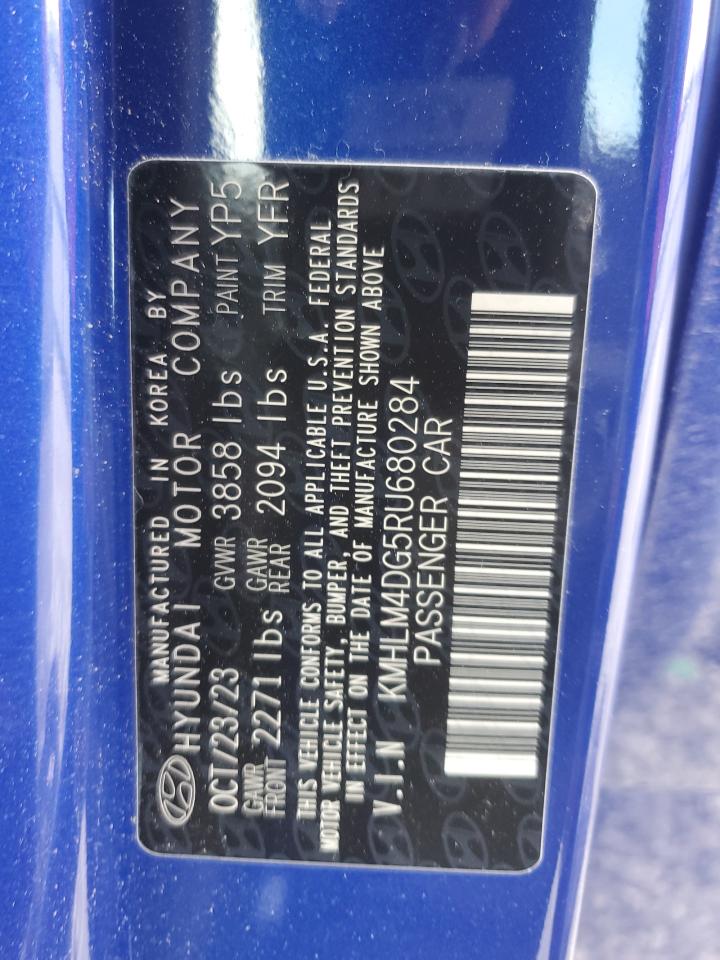 MANUFACTURED IN KOREA BY
HYUNDAI MOTOR COMPANY
OCT/23/23 GVWR 3858 lbs PAINT YP5
GAWR FRONT 2271 lbs GAWR REAR 2094 lbs TRIM YFR
THIS VEHICLE CONFORMS TO ALL APPLICABLE U.S.A. FEDERAL
MOTOR VEHICLE SAFETY, BUMPER, AND THEFT PREVENTION STANDARDS
IN EFFECT ON THE DATE OF MANUFACTURE SHOWN ABOVE
V.I.N KMHLM4DG5RU680284
PASSENGER CAR